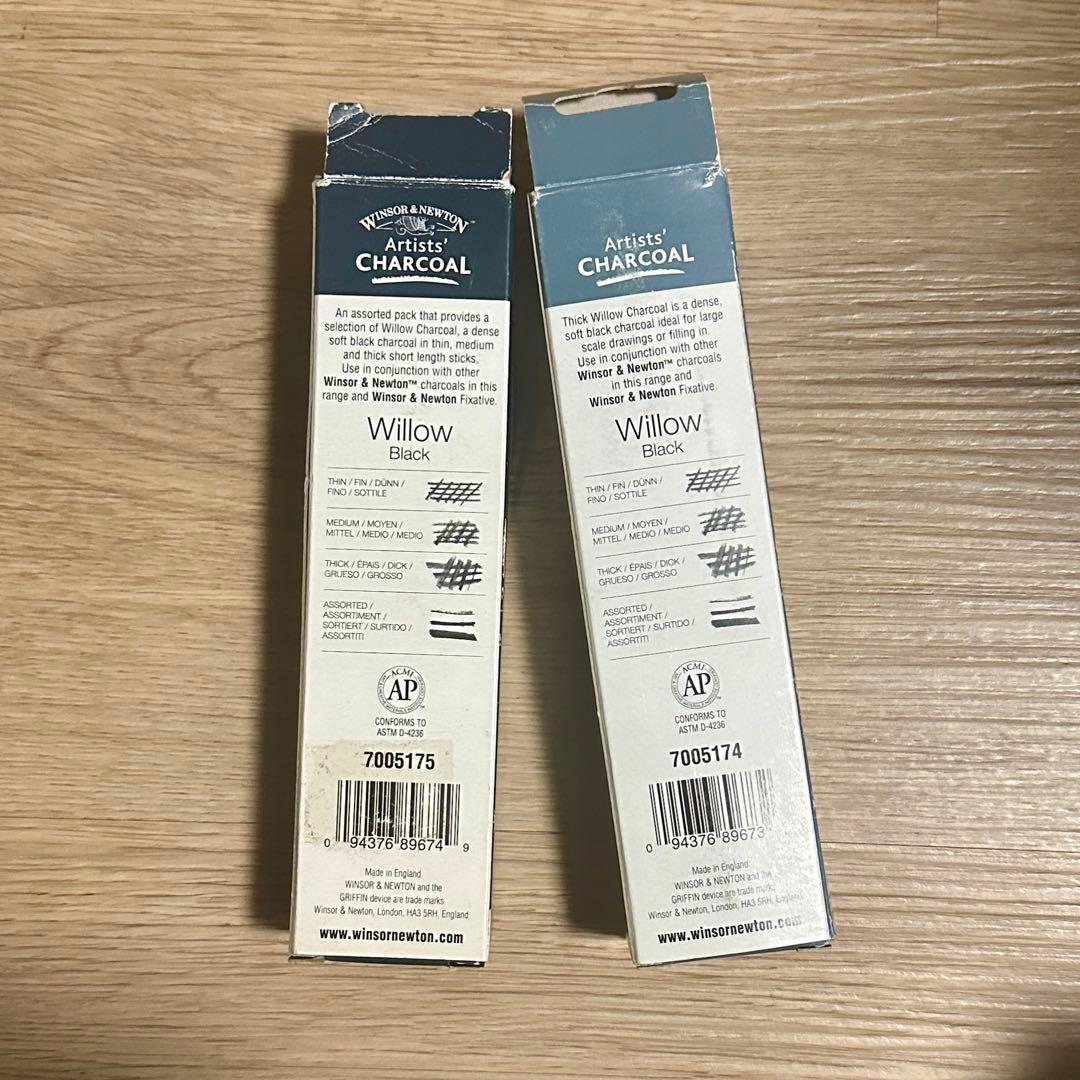 WINSOR & NEWTON™
Artists'
CHARCOAL
An assorted pack that provides a
selection of Willow Charcoal, a dense
soft black charcoal in thin, medium
and thick short length sticks.
Use in conjunction with other
Winsor & Newton™ charcoals in this
range and Winsor & Newton Fixative.
Willow
Black
THIN / FIN / DÜNN /
FINO / SOTTILE
MEDIUM / MOYEN /
MITTEL / MEDIO / MEDIO
THICK / ÉPAIS / DICK /
GRUESO / GROSSO
ASSORTED /
ASSORTIMENT /
SORTIERT / SURTIDO /
ASSORTITI
ACMI
AP
CONFORMS TO
ASTM D-4236
7005175
0 94376 89674 9
Made in England
WINSOR & NEWTON and the
GRIFFIN device are trade marks
Winsor & Newton, London, HA3 5RH, England
www.winsornewton.com
Artists'
CHARCOAL
Thick Willow Charcoal is a dense,
soft black charcoal ideal for large
scale drawings or filling in.
Use in conjunction with other
Winsor & Newton™ charcoals
in this range and
Winsor & Newton Fixative.
Willow
Black
THIN / FIN / DÜNN /
FINO / SOTTILE
MEDIUM / MOYEN /
MITTEL / MEDIO / MEDIO
THICK / ÉPAIS / DICK /
GRUESO / GROSSO
ASSORTED /
ASSORTIMENT /
SORTIERT / SURTIDO /
ASSORTITI
ACMI
AP
CONFORMS TO
ASTM D-4236
7005174
0 94376 89673
Made in England
WINSOR & NEWTON and the
GRIFFIN device are trade marks
Winsor & Newton, London, HA3 5RH, England
www.winsornewton.com